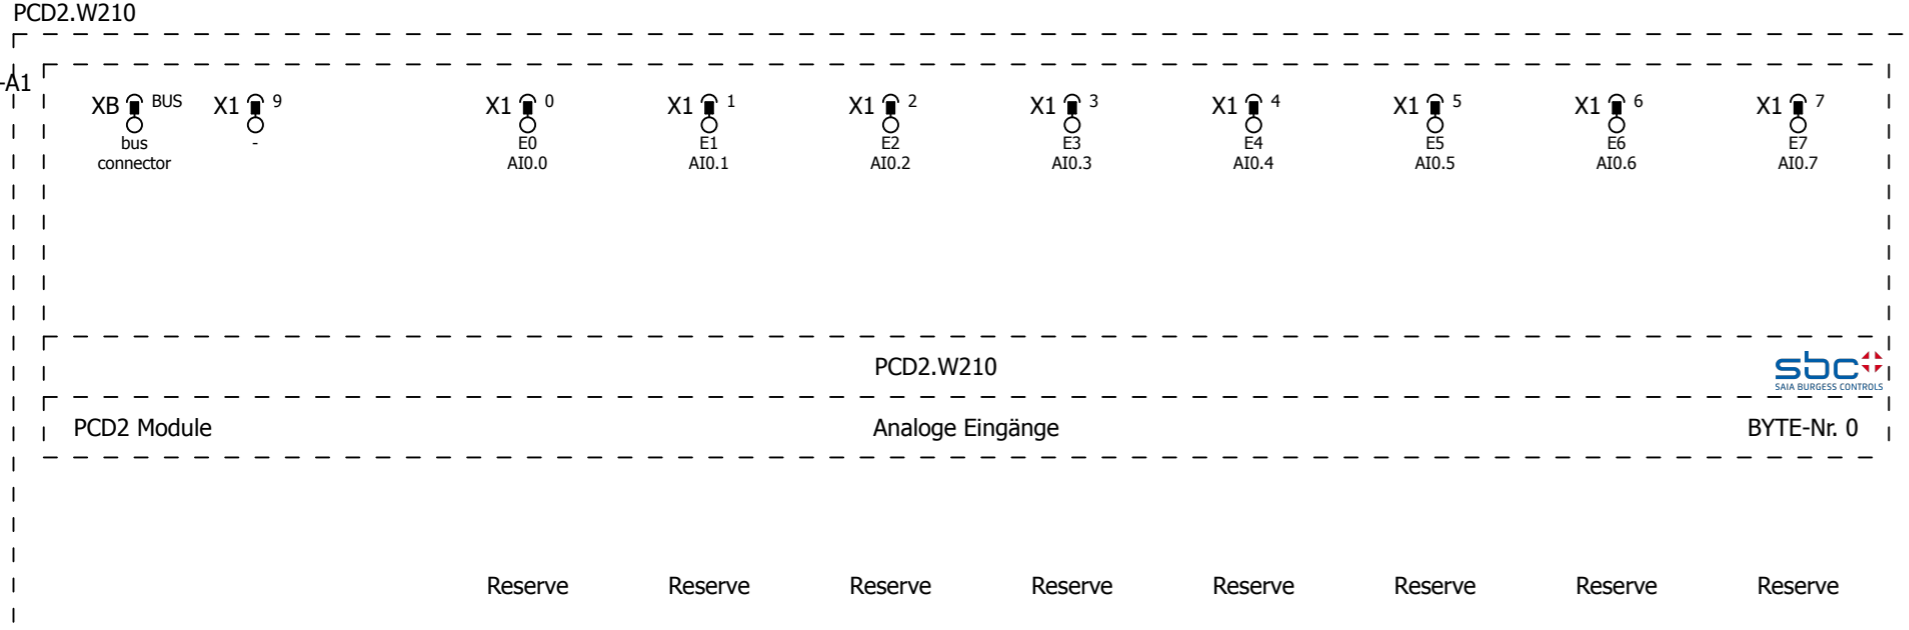 PCD2.W210
-A1
XB BUS X1 9 X1 0 X1 1 X1 2 X1 3 X1 4 X1 5 X1 6 X1 7
bus - E0 E1 E2 E3 E4 E5 E6 E7
connector AI0.0 AI0.1 AI0.2 AI0.3 AI0.4 AI0.5 AI0.6 AI0.7
PCD2.W210
sbc
SAIA BURGESS CONTROLS
PCD2 Module Analoge Eingänge BYTE-Nr. 0
Reserve Reserve Reserve Reserve Reserve Reserve Reserve Reserve